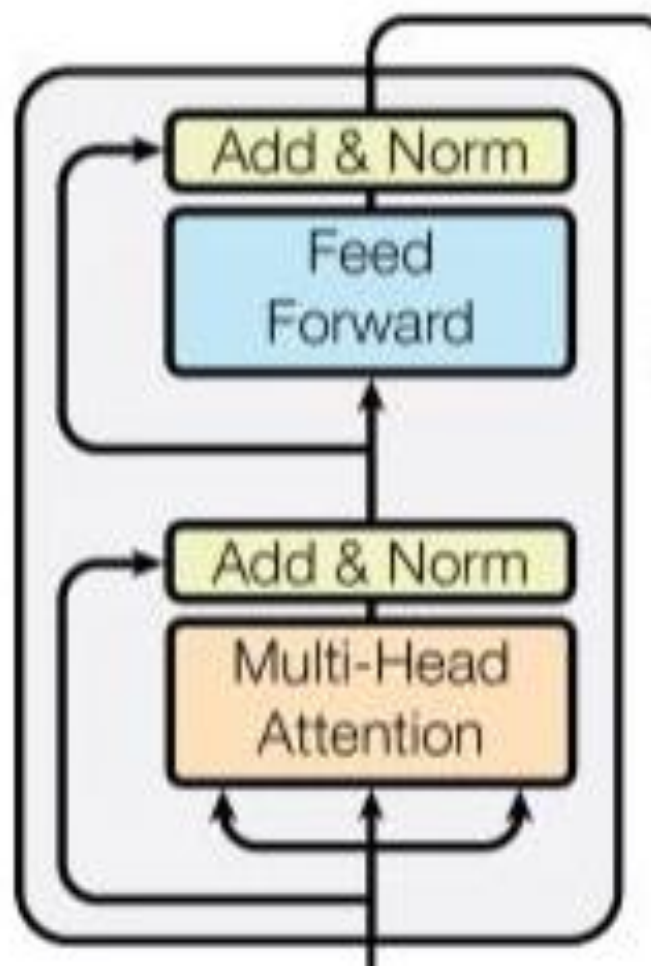 Add & Norm
Feed
Forward
Add & Norm
Multi-Head
Attention